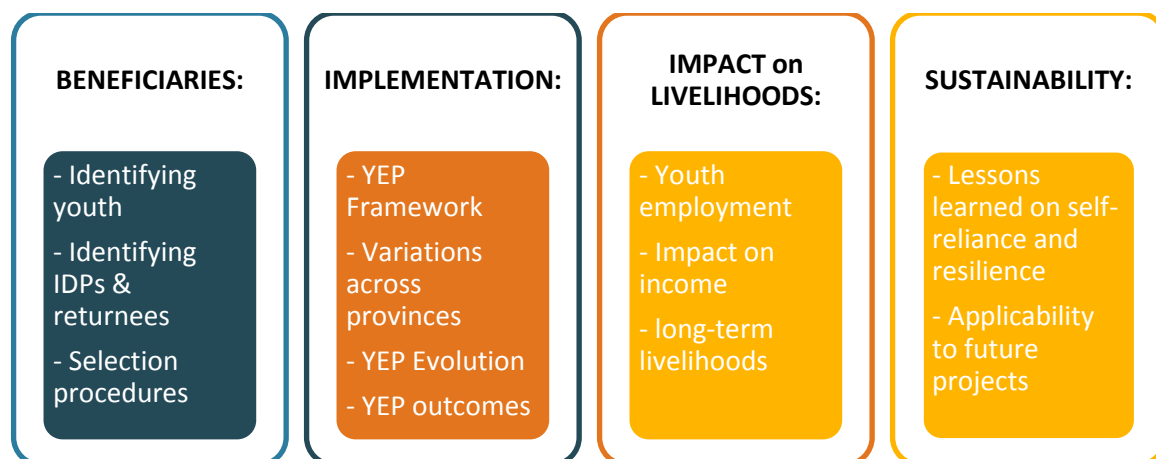 BENEFICIARIES:
- Identifying
youth
- Identifying
IDPs &
returnees
- Selection
procedures
IMPLEMENTATION:
- YEP
Framework
- Variations
across
provinces
- YEP Evolution
- YEP outcomes
IMPACT on
LIVELIHOODS:
- Youth
employment
- Impact on
income
- long-term
livelihoods
SUSTAINABILITY:
- Lessons
learned on self-
reliance and
resilience
- Applicability
to future
projects